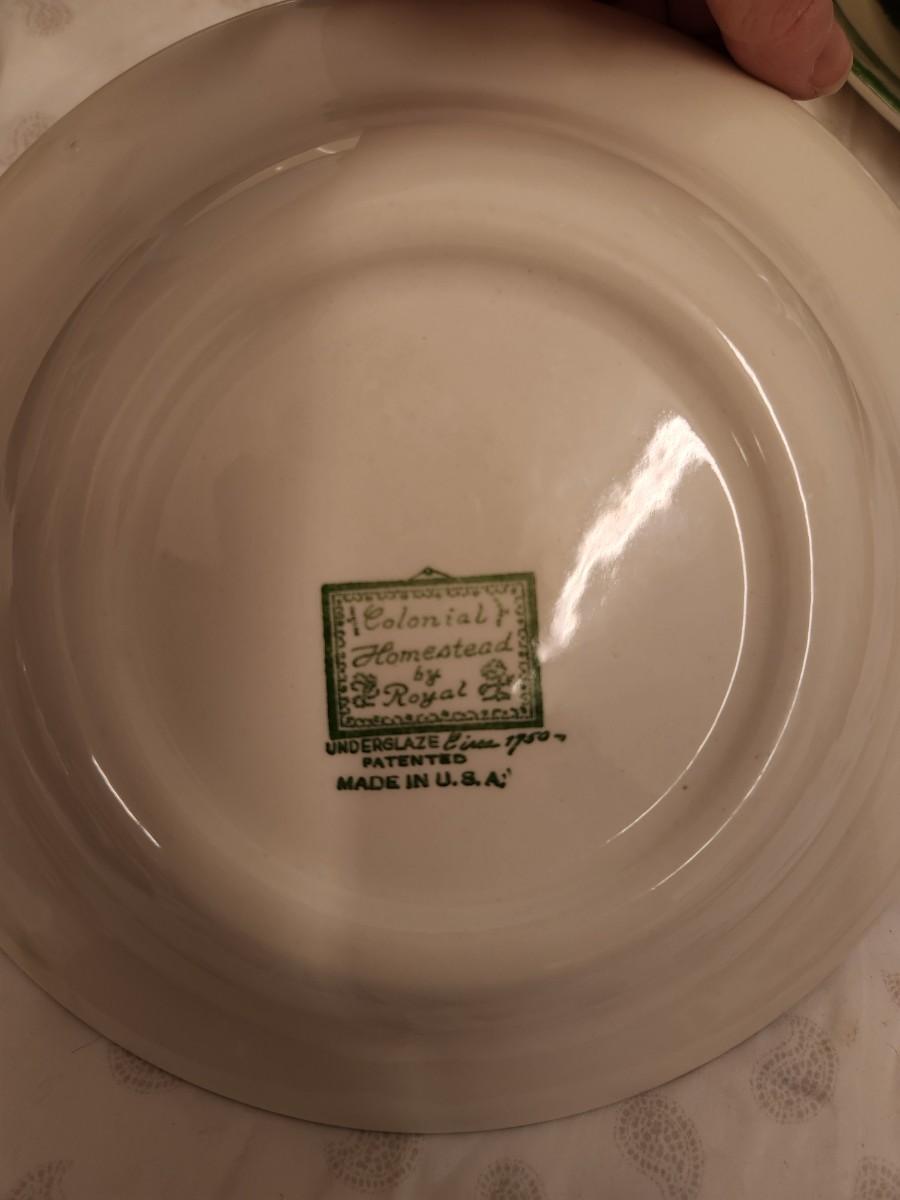 Colonial
Homestead
by
Royal
UNDERGLAZE Circa 1750-
PATENTED
MADE IN U.S.A.